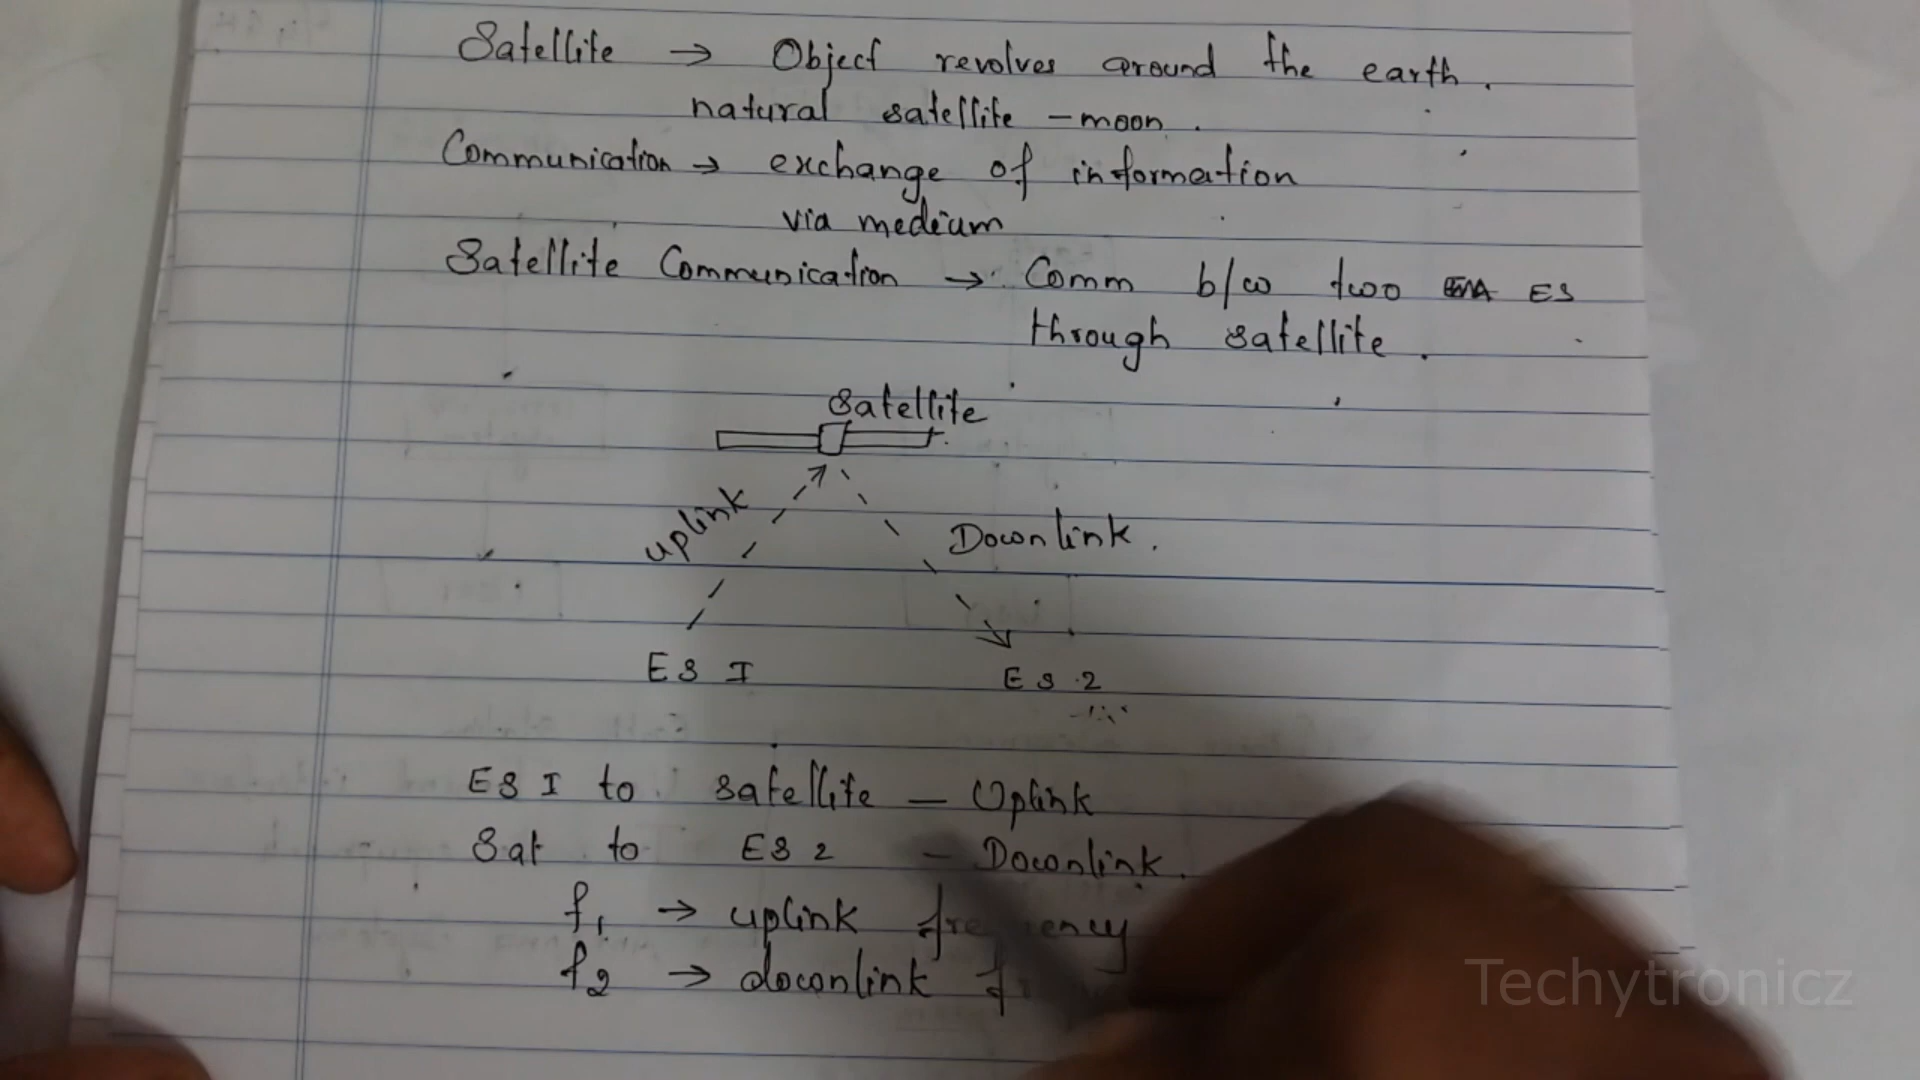 Satellite → Object revolves around the earth.
natural satellite - moon.
Communication → exchange of information
via medium
Satellite Communication → Comm b/w two ES
through satellite.
Satellite
uplink
Downlink.
ES I
ES 2
ES I to satellite - Uplink
Sat to ES 2 - Downlink.
f1 → uplink
f2 → downlink
Techytronicz